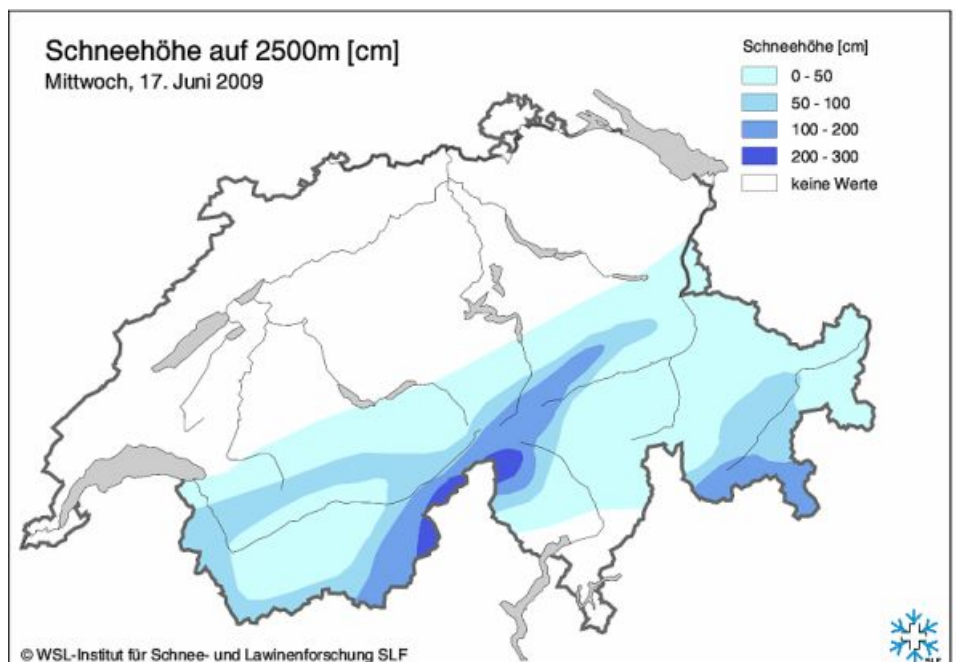 Schneehöhe auf 2500m [cm]
Mittwoch, 17. Juni 2009
Schneehöhe [cm]
0 - 50
50 - 100
100 - 200
200 - 300
keine Werte
© WSL-Institut für Schnee- und Lawinenforschung SLF